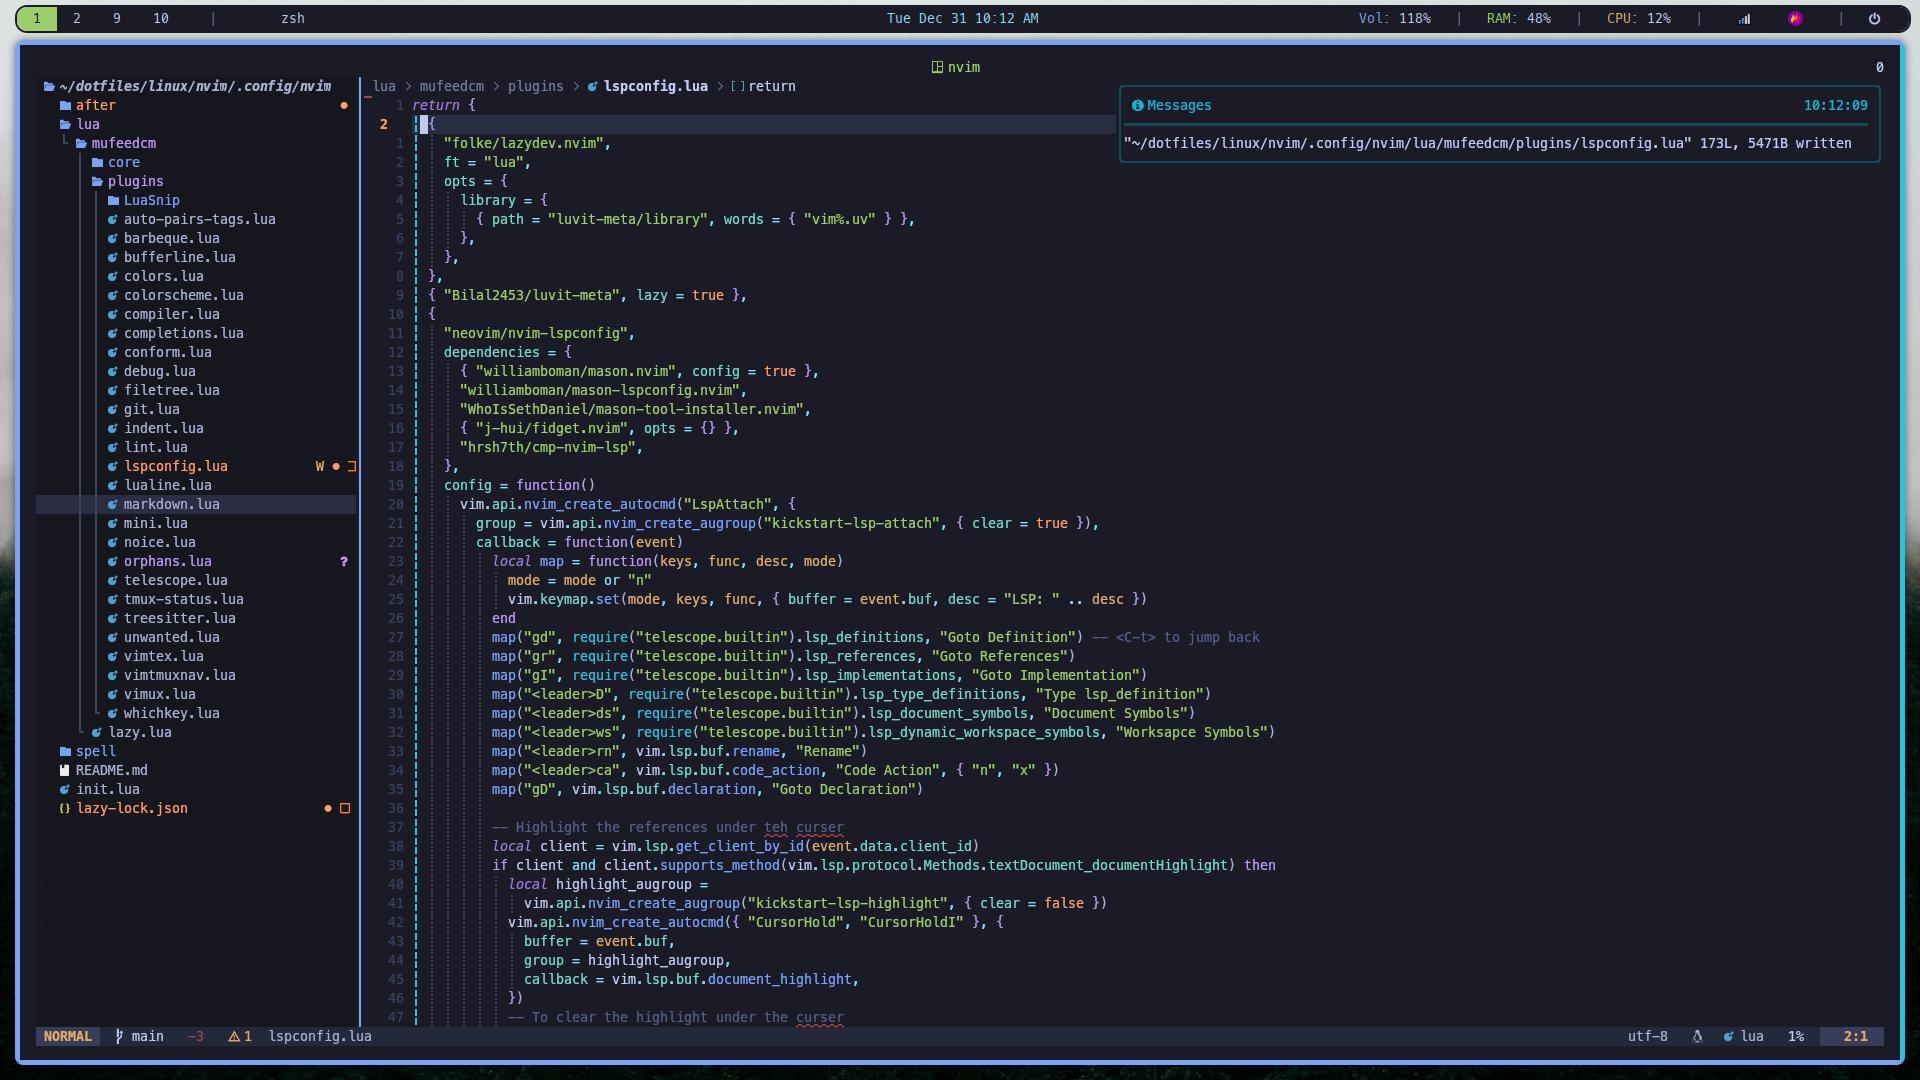 1 2 9 10 | zsh
Tue Dec 31 10:12 AM
Vol: 118% | RAM: 48% | CPU: 12% | |
nvim
0
~/dotfiles/linux/nvim/.config/nvim
after
lua
mufeedcm
core
plugins
LuaSnip
auto-pairs-tags.lua
barbeque.lua
bufferline.lua
colors.lua
colorscheme.lua
compiler.lua
completions.lua
conform.lua
debug.lua
filetree.lua
git.lua
indent.lua
lint.lua
lspconfig.lua W
lualine.lua
markdown.lua
mini.lua
noice.lua
orphans.lua ?
telescope.lua
tmux-status.lua
treesitter.lua
unwanted.lua
vimtex.lua
vimtmuxnav.lua
vimux.lua
whichkey.lua
lazy.lua
spell
README.md
init.lua
{} lazy-lock.json
lua > mufeedcm > plugins > lspconfig.lua > [] return
1 return {
2 {
1 "folke/lazydev.nvim",
2 ft = "lua",
3 opts = {
4 library = {
5 { path = "luvit-meta/library", words = { "vim%.uv" } },
6 },
7 },
8 },
9 { "Bilal2453/luvit-meta", lazy = true },
10 {
11 "neovim/nvim-lspconfig",
12 dependencies = {
13 { "williamboman/mason.nvim", config = true },
14 "williamboman/mason-lspconfig.nvim",
15 "WhoIsSethDaniel/mason-tool-installer.nvim",
16 { "j-hui/fidget.nvim", opts = {} },
17 "hrsh7th/cmp-nvim-lsp",
18 },
19 config = function()
20 vim.api.nvim_create_autocmd("LspAttach", {
21 group = vim.api.nvim_create_augroup("kickstart-lsp-attach", { clear = true }),
22 callback = function(event)
23 local map = function(keys, func, desc, mode)
24 mode = mode or "n"
25 vim.keymap.set(mode, keys, func, { buffer = event.buf, desc = "LSP: " .. desc })
26 end
27 map("gd", require("telescope.builtin").lsp_definitions, "Goto Definition") -- <C-t> to jump back
28 map("gr", require("telescope.builtin").lsp_references, "Goto References")
29 map("gI", require("telescope.builtin").lsp_implementations, "Goto Implementation")
30 map("<leader>D", require("telescope.builtin").lsp_type_definitions, "Type lsp_definition")
31 map("<leader>ds", require("telescope.builtin").lsp_document_symbols, "Document Symbols")
32 map("<leader>ws", require("telescope.builtin").lsp_dynamic_workspace_symbols, "Worksapce Symbols")
33 map("<leader>rn", vim.lsp.buf.rename, "Rename")
34 map("<leader>ca", vim.lsp.buf.code_action, "Code Action", { "n", "x" })
35 map("gD", vim.lsp.buf.declaration, "Goto Declaration")
36
37 -- Highlight the references under teh curser
38 local client = vim.lsp.get_client_by_id(event.data.client_id)
39 if client and client.supports_method(vim.lsp.protocol.Methods.textDocument_documentHighlight) then
40 local highlight_augroup =
41 vim.api.nvim_create_augroup("kickstart-lsp-highlight", { clear = false })
42 vim.api.nvim_create_autocmd({ "CursorHold", "CursorHoldI" }, {
43 buffer = event.buf,
44 group = highlight_augroup,
45 callback = vim.lsp.buf.document_highlight,
46 })
47 -- To clear the highlight under the curser
Messages 10:12:09
"~/dotfiles/linux/nvim/.config/nvim/lua/mufeedcm/plugins/lspconfig.lua" 173L, 5471B written
NORMAL main -3 1 lspconfig.lua
utf-8 lua 1% 2:1